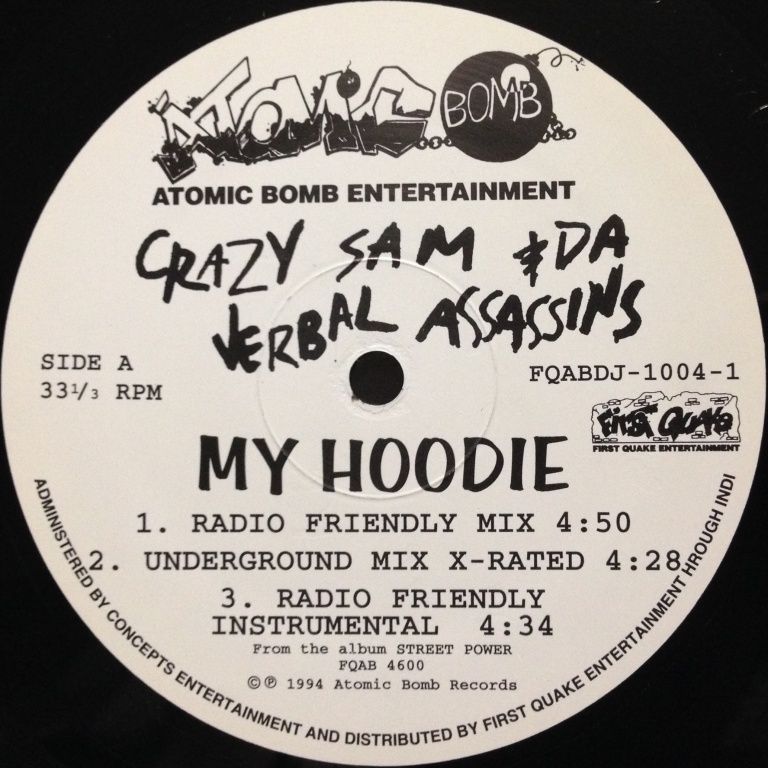 ATOMIC BOMB
ATOMIC BOMB ENTERTAINMENT
CRAZY SAM & DA
VERBAL ASSASSINS
SIDE A
33 1/3 RPM
FQABDJ-1004-1
FIRST QUAKE
FIRST QUAKE ENTERTAINMENT
MY HOODIE
1. RADIO FRIENDLY MIX 4:50
2. UNDERGROUND MIX X-RATED 4:28
3. RADIO FRIENDLY
INSTRUMENTAL 4:34
From the album STREET POWER
FQAB 4600
©℗ 1994 Atomic Bomb Records
ADMINISTERED BY CONCEPTS ENTERTAINMENT AND DISTRIBUTED BY FIRST QUAKE ENTERTAINMENT HROUGH INDI